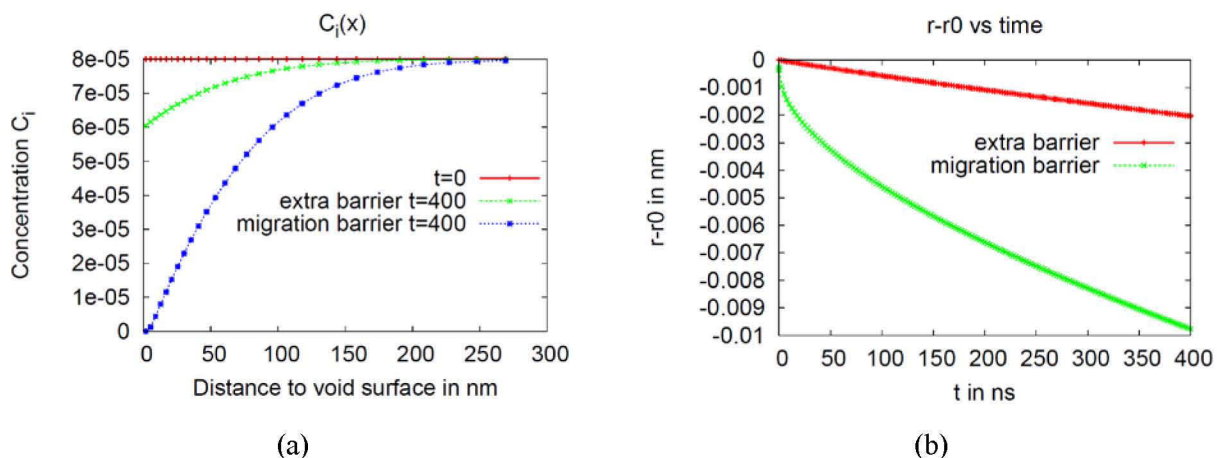 C_i(x)
Concentration C_i
8e-05
7e-05
6e-05
5e-05
4e-05
3e-05
2e-05
1e-05
0
t=0
extra barrier t=400
migration barrier t=400
0 50 100 150 200 250 300
Distance to void surface in nm
(a)
r-r0 vs time
r-r0 in nm
0
-0.001
-0.002
-0.003
-0.004
-0.005
-0.006
-0.007
-0.008
-0.009
-0.01
extra barrier
migration barrier
0 50 100 150 200 250 300 350 400
t in ns
(b)